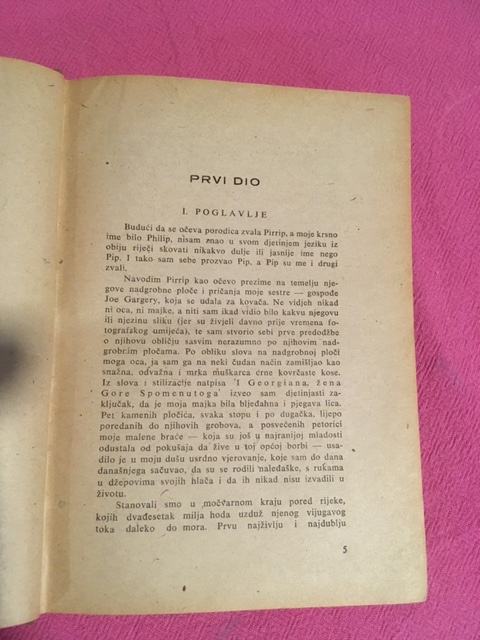 PRVI DIO
I. POGLAVLJE
Budući da se očeva porodica zvala Pirrip, a moje krsno
ime bilo Philip, nisam znao u svom djetinjem jeziku iz
obiju riječi skovati nikakvo dulje ili jasnije ime nego
Pip. I tako sam sebe prozvao Pip, a Pip su me i drugi
zvali.
Navodim Pirrip kao očevo prezime na temelju nje-
gove nadgrobne ploče i pričanja moje sestre — gospođe
Joe Gargery, koja se udala za kovača. Ne vidjeh nikad
ni oca, ni majke, a niti sam ikad vidio bilo kakvu njegovu
ili njezinu sliku (jer su živjeli davno prije vremena fo-
tografskog umijeća), te sam stvorio sebi prve predodžbe
o njihovu obličju sasvim nerazumno po njihovim nad-
grobnim pločama. Po obliku slova na nadgrobnoj ploči
moga oca, ja sam ga na neki čudan način zamišljao kao
snažna, odvažna i mrka muškarca crne kovrčaste kose.
Iz slova i stilizacije natpisa 'I Georgiana, žena
Gore Spomenutoga' izveo sam djetinjasti za-
ključak, da je moja majka bila bljedahna i pjegava lica.
Pet kamenih pločica, svaka stopu i po dugačka, lijepo
poredanih do njihovih grobova, a posvećenih petorici
moje malene braće — koja su još u najranijoj mladosti
odustala od pokušaja da žive u toj općoj borbi — usa-
dilo je u moju dušu usrdno vjerovanje, koje sam do dana
današnjega sačuvao, da su se rodili naleđaške, s rukama
u džepovima svojih hlača i da ih nikad nisu izvadili u
životu.
Stanovali smo u močvarnom kraju pored rijeke,
kojih dvadesetak milja hoda uzduž njenog vijugavog
toka daleko do mora. Prvu najživlju i najdublju
5